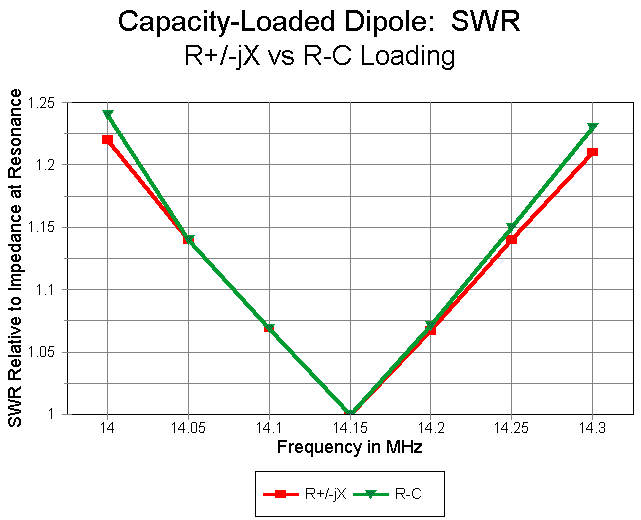 Capacity-Loaded Dipole:  SWR
R+/-jX vs R-C Loading
SWR Relative to Impedance at Resonance
1.25
1.2
1.15
1.1
1.05
1
14 14.05 14.1 14.15 14.2 14.25 14.3
Frequency in MHz
R+/-jX R-C